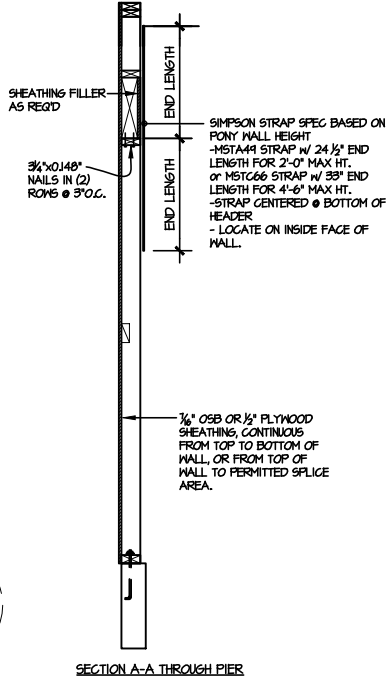 END LENGTH
SHEATHING FILLER
AS REQ'D
SIMPSON STRAP SPEC BASED ON
PONY WALL HEIGHT
-MSTA49 STRAP W/ 24 1/2" END
LENGTH FOR 2'-0" MAX HT.
or MSTC66 STRAP W/ 33" END
LENGTH FOR 4'-6" MAX HT.
-STRAP CENTERED @ BOTTOM OF
HEADER
- LOCATE ON INSIDE FACE OF
WALL.
3 1/4"x0.148"
NAILS IN (2)
ROWS @ 3"O.C.
END LENGTH
7/16" OSB OR 1/2" PLYWOOD
SHEATHING, CONTINUOUS
FROM TOP TO BOTTOM OF
WALL, OR FROM TOP OF
WALL TO PERMITTED SPLICE
AREA.
SECTION A-A THROUGH PIER